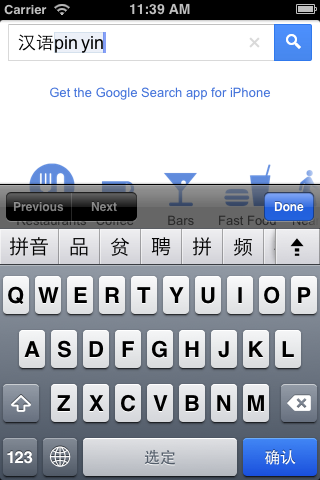 Carrier 11:39 AM
汉语pin yin
Get the Google Search app for iPhone
Restaurants Coffee Bars Fast Food
Previous Next Done
拼音 品 贫 聘 拼 频
Q W E R T Y U I O P
A S D F G H J K L
Z X C V B N M
123 选定 确认